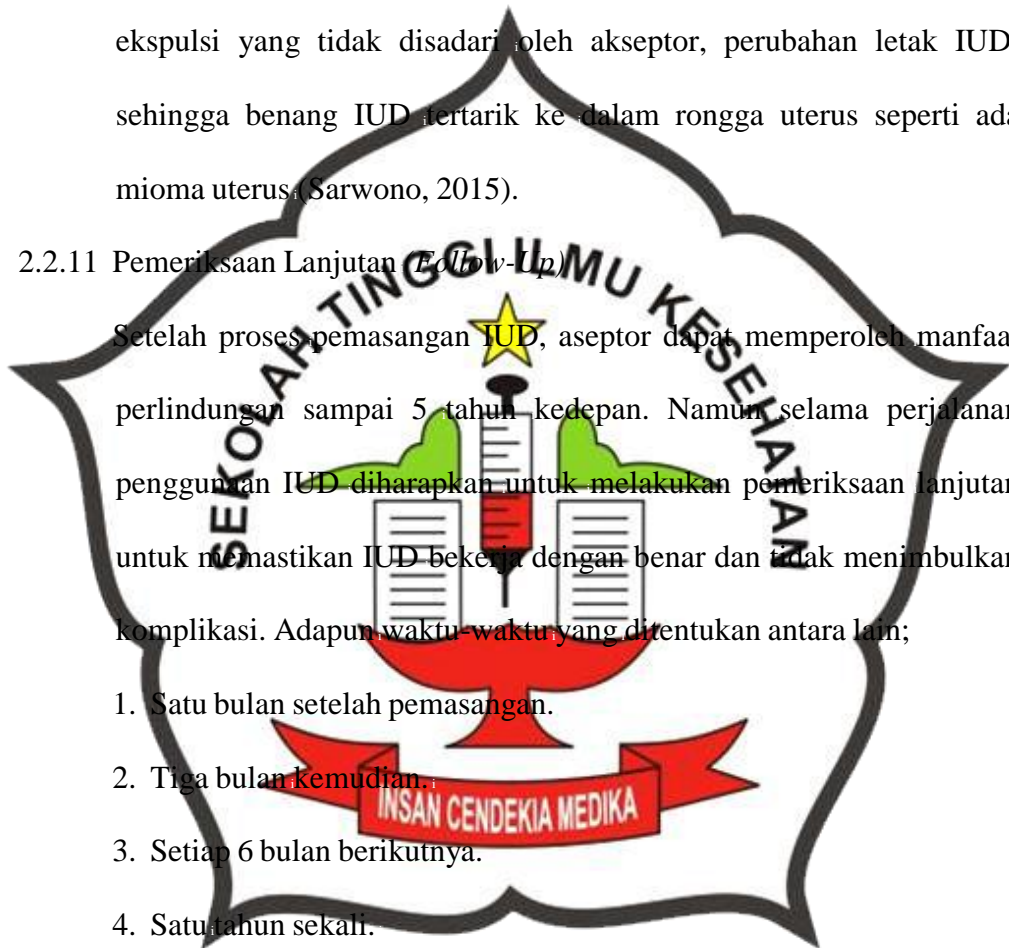 ekspulsi yang tidak disadari oleh akseptor, perubahan letak IUD
sehingga benang IUD tertarik ke dalam rongga uterus seperti ada
mioma uterus (Sarwono, 2015).
2.2.11 Pemeriksaan Lanjutan (Follow-Up)
Setelah proses pemasangan IUD, aseptor dapat memperoleh manfaa
perlindungan sampai 5 tahun kedepan. Namun selama perjalanan
penggunaan IUD diharapkan untuk melakukan pemeriksaan lanjutan
untuk memastikan IUD bekerja dengan benar dan tidak menimbulkan
komplikasi. Adapun waktu-waktu yang ditentukan antara lain;
1. Satu bulan setelah pemasangan.
2. Tiga bulan kemudian.
3. Setiap 6 bulan berikutnya.
4. Satu tahun sekali.
SEKOLAH TINGGI ILMU KESEHATAN
INSAN CENDEKIA MEDIKA